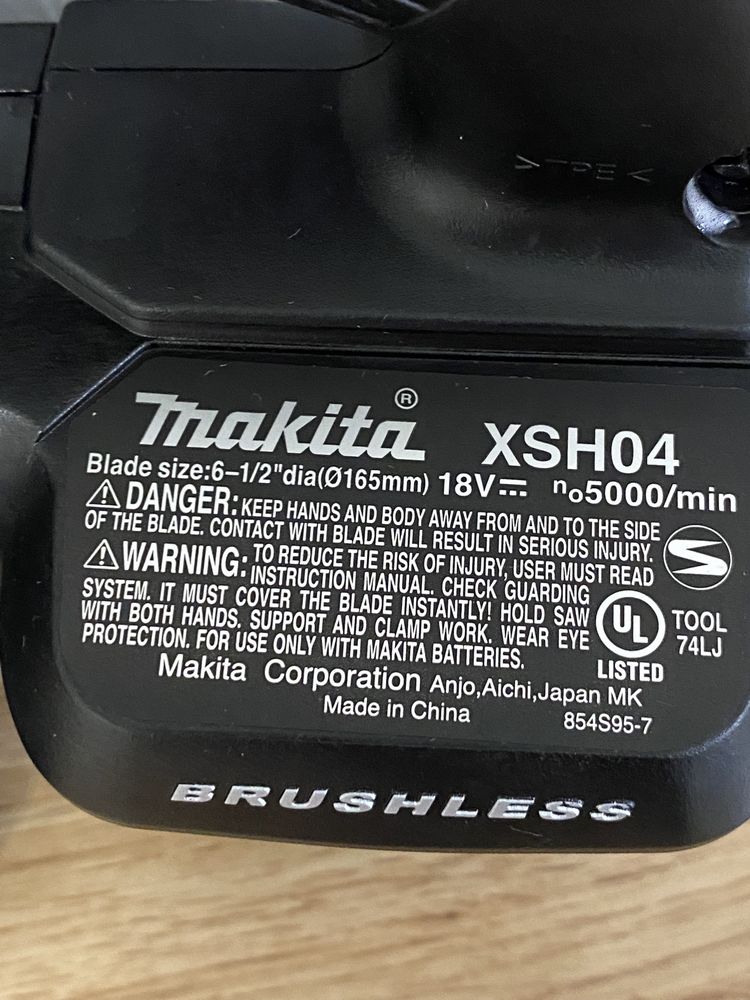 >TPE<
makita® XSH04
Blade size:6–1/2"dia(Ø165mm) 18V⎓ n₀5000/min
⚠DANGER: KEEP HANDS AND BODY AWAY FROM AND TO THE SIDE
OF THE BLADE. CONTACT WITH BLADE WILL RESULT IN SERIOUS INJURY.
⚠WARNING: TO REDUCE THE RISK OF INJURY, USER MUST READ
INSTRUCTION MANUAL. CHECK GUARDING
SYSTEM. IT MUST COVER THE BLADE INSTANTLY! HOLD SAW
WITH BOTH HANDS. SUPPORT AND CLAMP WORK. WEAR EYE
PROTECTION. FOR USE ONLY WITH MAKITA BATTERIES.
UL
LISTED
TOOL
74LJ
Makita Corporation Anjo,Aichi,Japan MK
Made in China 854S95-7
BRUSHLESS